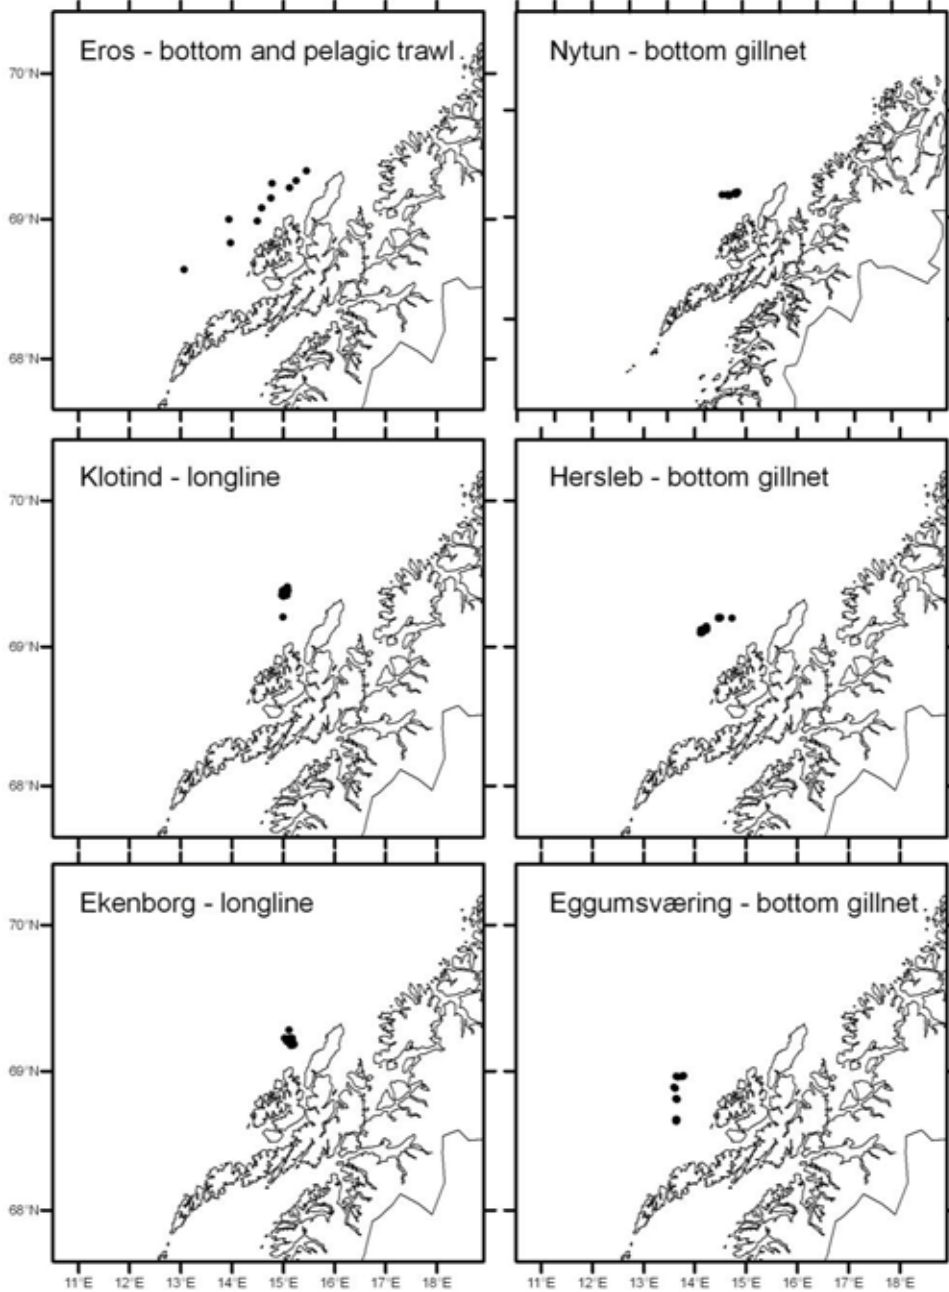 Eros - bottom and pelagic trawl
Nytun - bottom gillnet
70°N
69°N
68°N
Klotind - longline
Hersleb - bottom gillnet
70°N
69°N
68°N
Ekenborg - longline
Eggumsværing - bottom gillnet
70°N
69°N
68°N
11°E 12°E 13°E 14°E 15°E 16°E 17°E 18°E 11°E 12°E 13°E 14°E 15°E 16°E 17°E 18°E